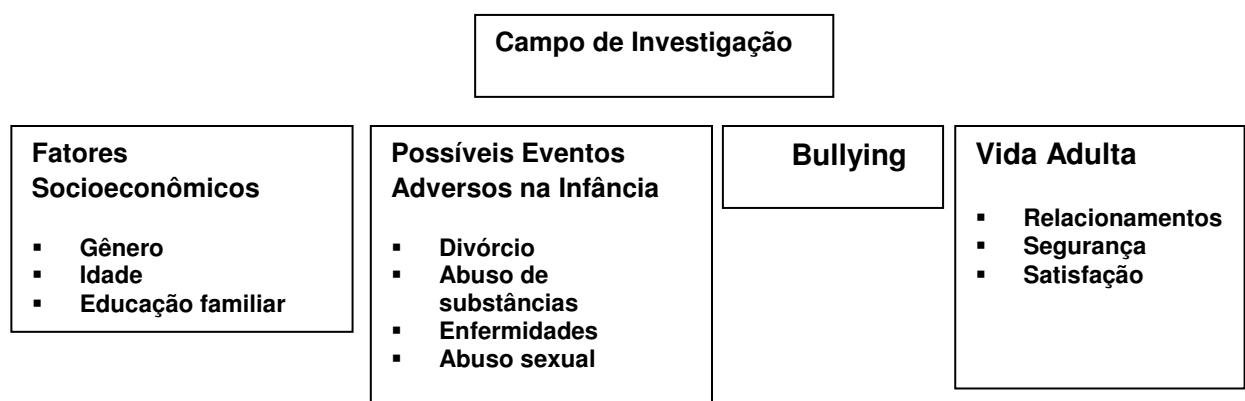 Campo de Investigação
Fatores
Socioeconômicos
▪ Gênero
▪ Idade
▪ Educação familiar
Possíveis Eventos
Adversos na Infância
▪ Divórcio
▪ Abuso de
substâncias
▪ Enfermidades
▪ Abuso sexual
Bullying
Vida Adulta
▪ Relacionamentos
▪ Segurança
▪ Satisfação